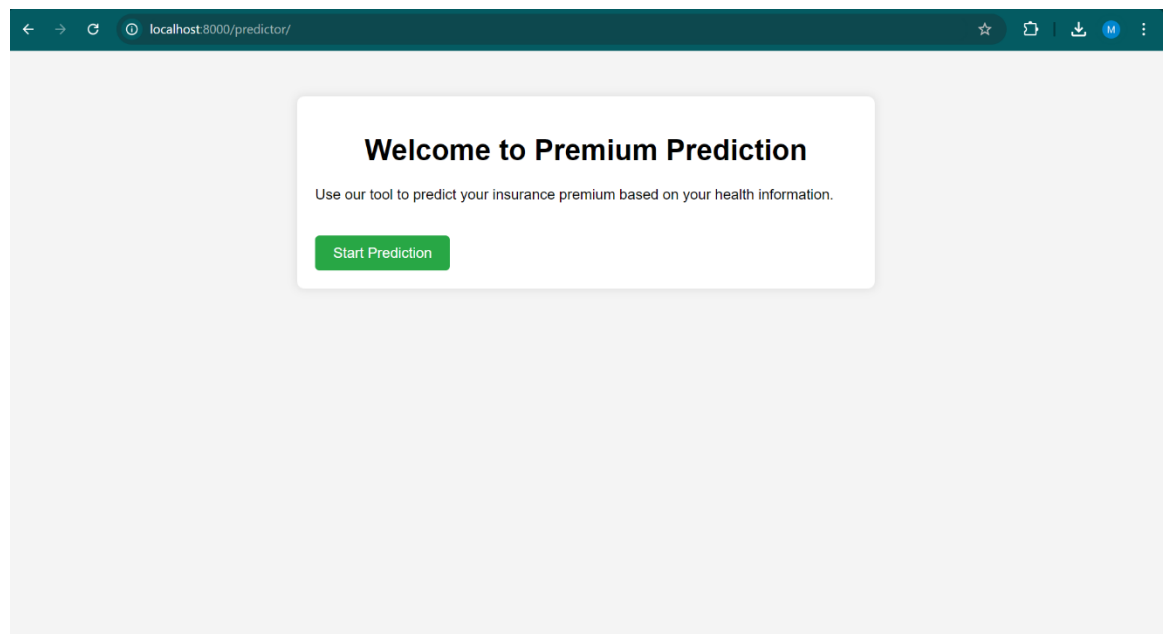 localhost:8000/predictor/
M
Welcome to Premium Prediction
Use our tool to predict your insurance premium based on your health information.
Start Prediction